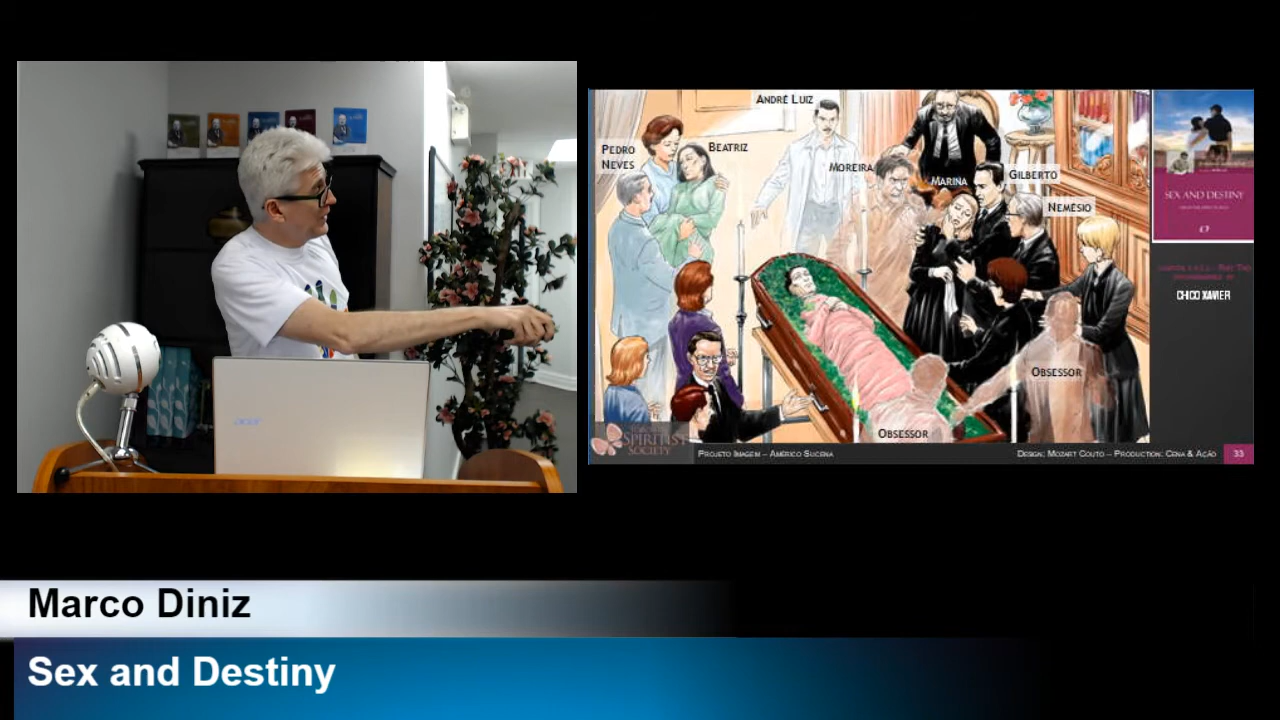 ANDRÉ LUIZ
PEDRO
NEVES
BEATRIZ
MOREIRA
MARINA
GILBERTO
NEMÉSIO
SEX AND DESTINY
CHICO XAVIER
OBSESSOR
OBSESSOR
SPIRITIST
SOCIETY
PROJETO IMAGEM – AMÉRICO SUCENA
DESIGN: MOZART COUTO – PRODUCTION: CENA & AÇÃO
33
acer
Marco Diniz
Sex and Destiny